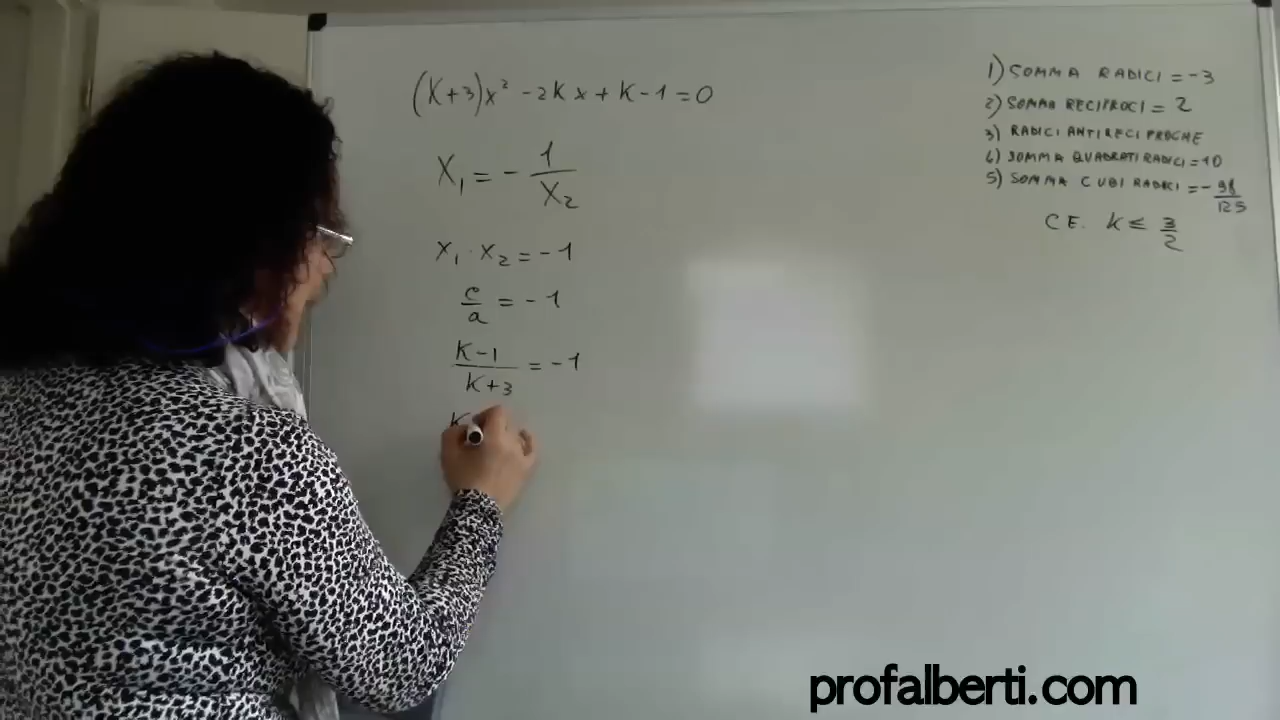 (K+3)x² -2Kx+K-1=0
X₁ = - 1/X₂
x₁·x₂=-1
c/a = -1
K-1/K+3 = -1
K
1) SOMMA RADICI = -3
2) SOMMA RECIPROCI = 2
3) RADICI ANTIRECIPROCHE
4) SOMMA QUADRATI RADICI = 10
5) SOMMA CUBI RADICI = - 98/125
C.E. K ≤ 3/2
profalberti.com